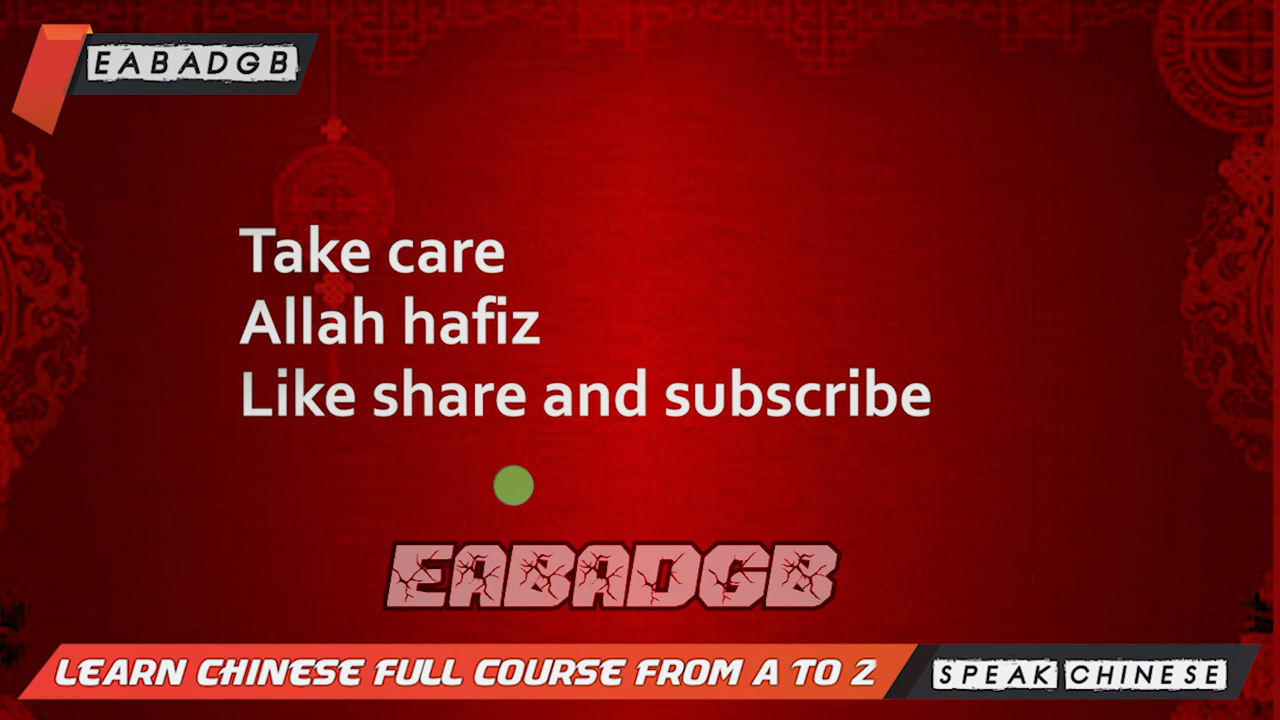 EABADGB
Take care
Allah hafiz
Like share and subscribe
EABADGB
LEARN CHINESE FULL COURSE FROM A TO Z
SPEAK CHINESE